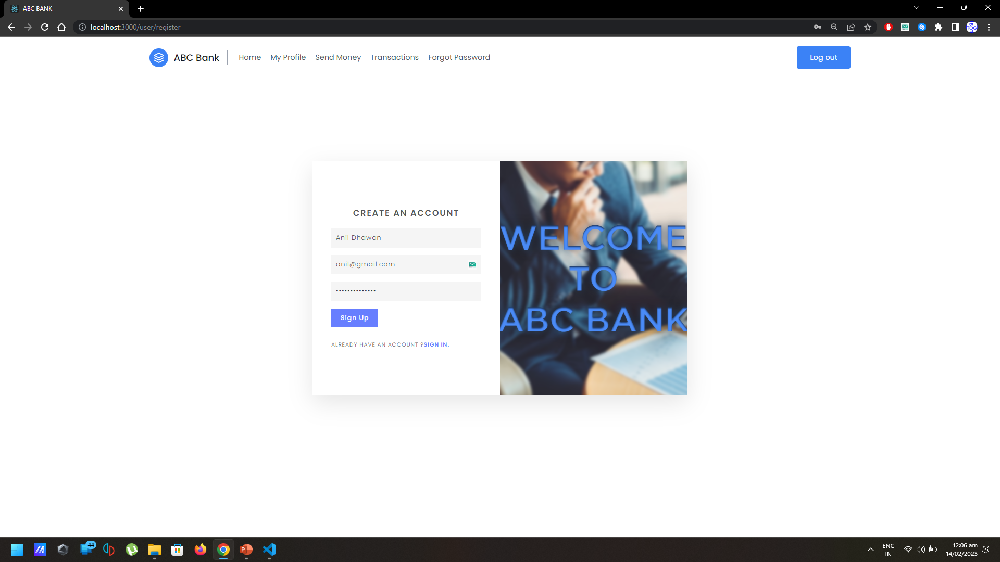 ABC BANK
localhost:3000/user/register
ABC Bank
Home My Profile Send Money Transactions Forgot Password
Log out
CREATE AN ACCOUNT
Anil Dhawan
anil@gmail.com
••••••••••••••
Sign Up
ALREADY HAVE AN ACCOUNT ?SIGN IN.
WELCOME
TO
ABC BANK
44
ENG
IN
12:06 am
14/02/2023